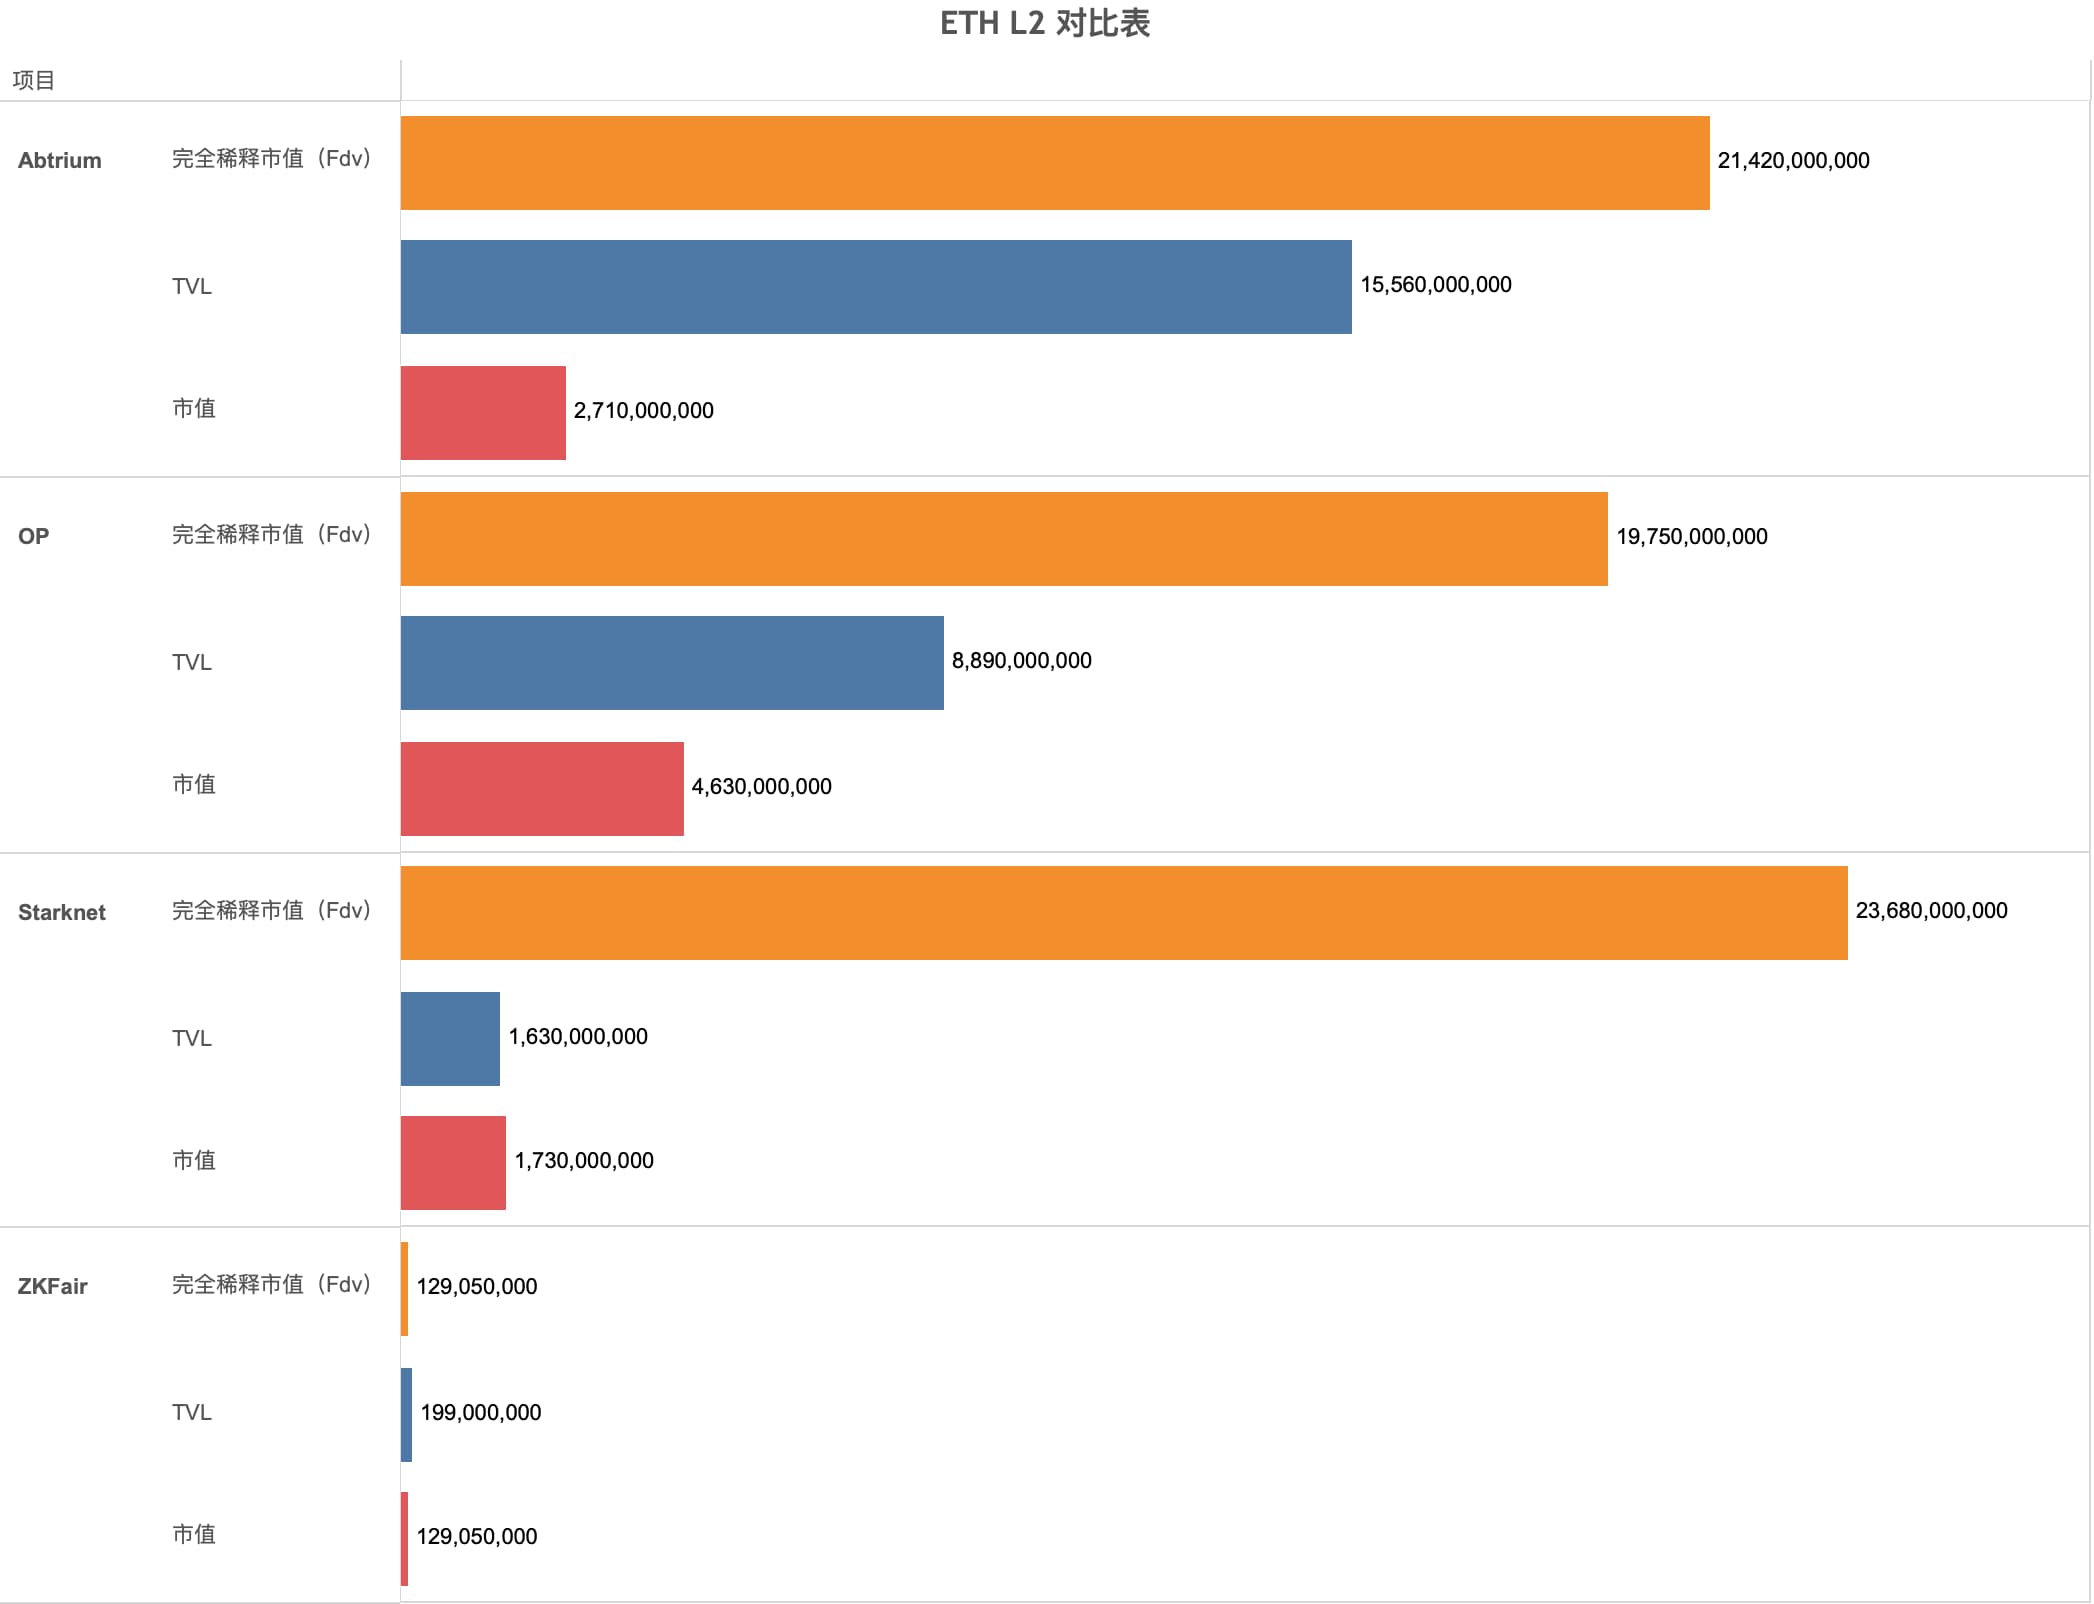 ETH L2 对比表
项目
Abtrium 完全稀释市值（Fdv） 21,420,000,000
TVL 15,560,000,000
市值 2,710,000,000
OP 完全稀释市值（Fdv） 19,750,000,000
TVL 8,890,000,000
市值 4,630,000,000
Starknet 完全稀释市值（Fdv） 23,680,000,000
TVL 1,630,000,000
市值 1,730,000,000
ZKFair 完全稀释市值（Fdv） 129,050,000
TVL 199,000,000
市值 129,050,000